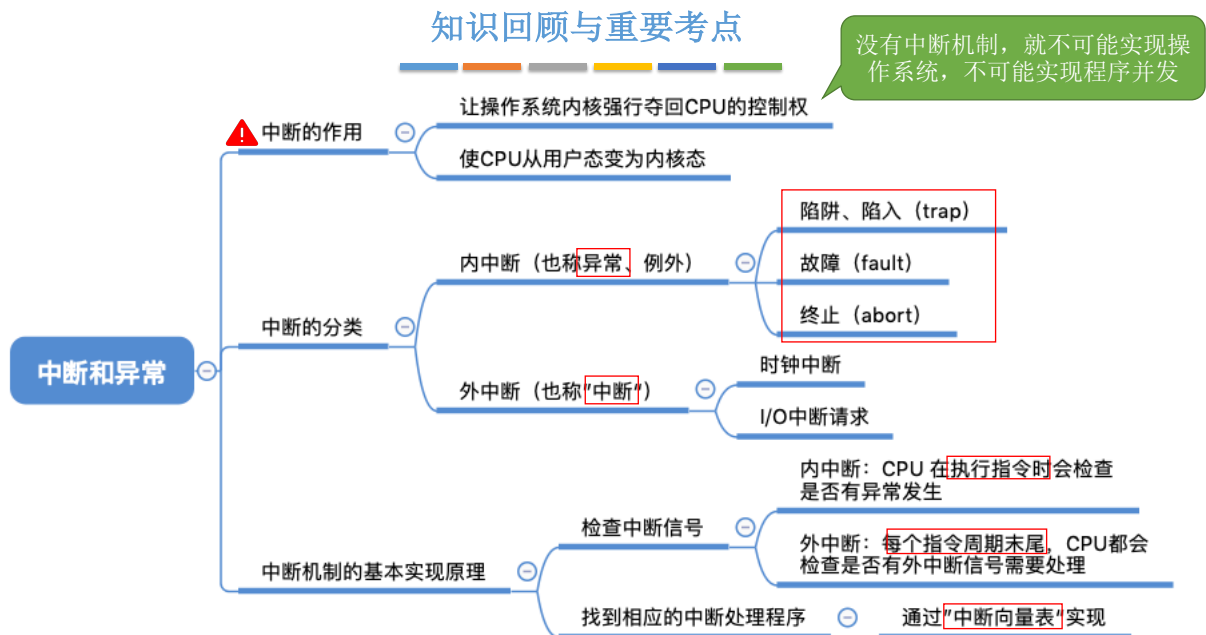 知识回顾与重要考点
没有中断机制，就不可能实现操
作系统，不可能实现程序并发
让操作系统内核强行夺回CPU的控制权
中断的作用
使CPU从用户态变为内核态
陷阱、陷入（trap）
内中断（也称异常、例外）
故障（fault）
终止（abort）
中断的分类
时钟中断
外中断（也称"中断"）
I/O中断请求
中断和异常
内中断：CPU 在执行指令时会检查
是否有异常发生
检查中断信号
外中断：每个指令周期末尾，CPU都会
检查是否有外中断信号需要处理
中断机制的基本实现原理
找到相应的中断处理程序
通过"中断向量表"实现